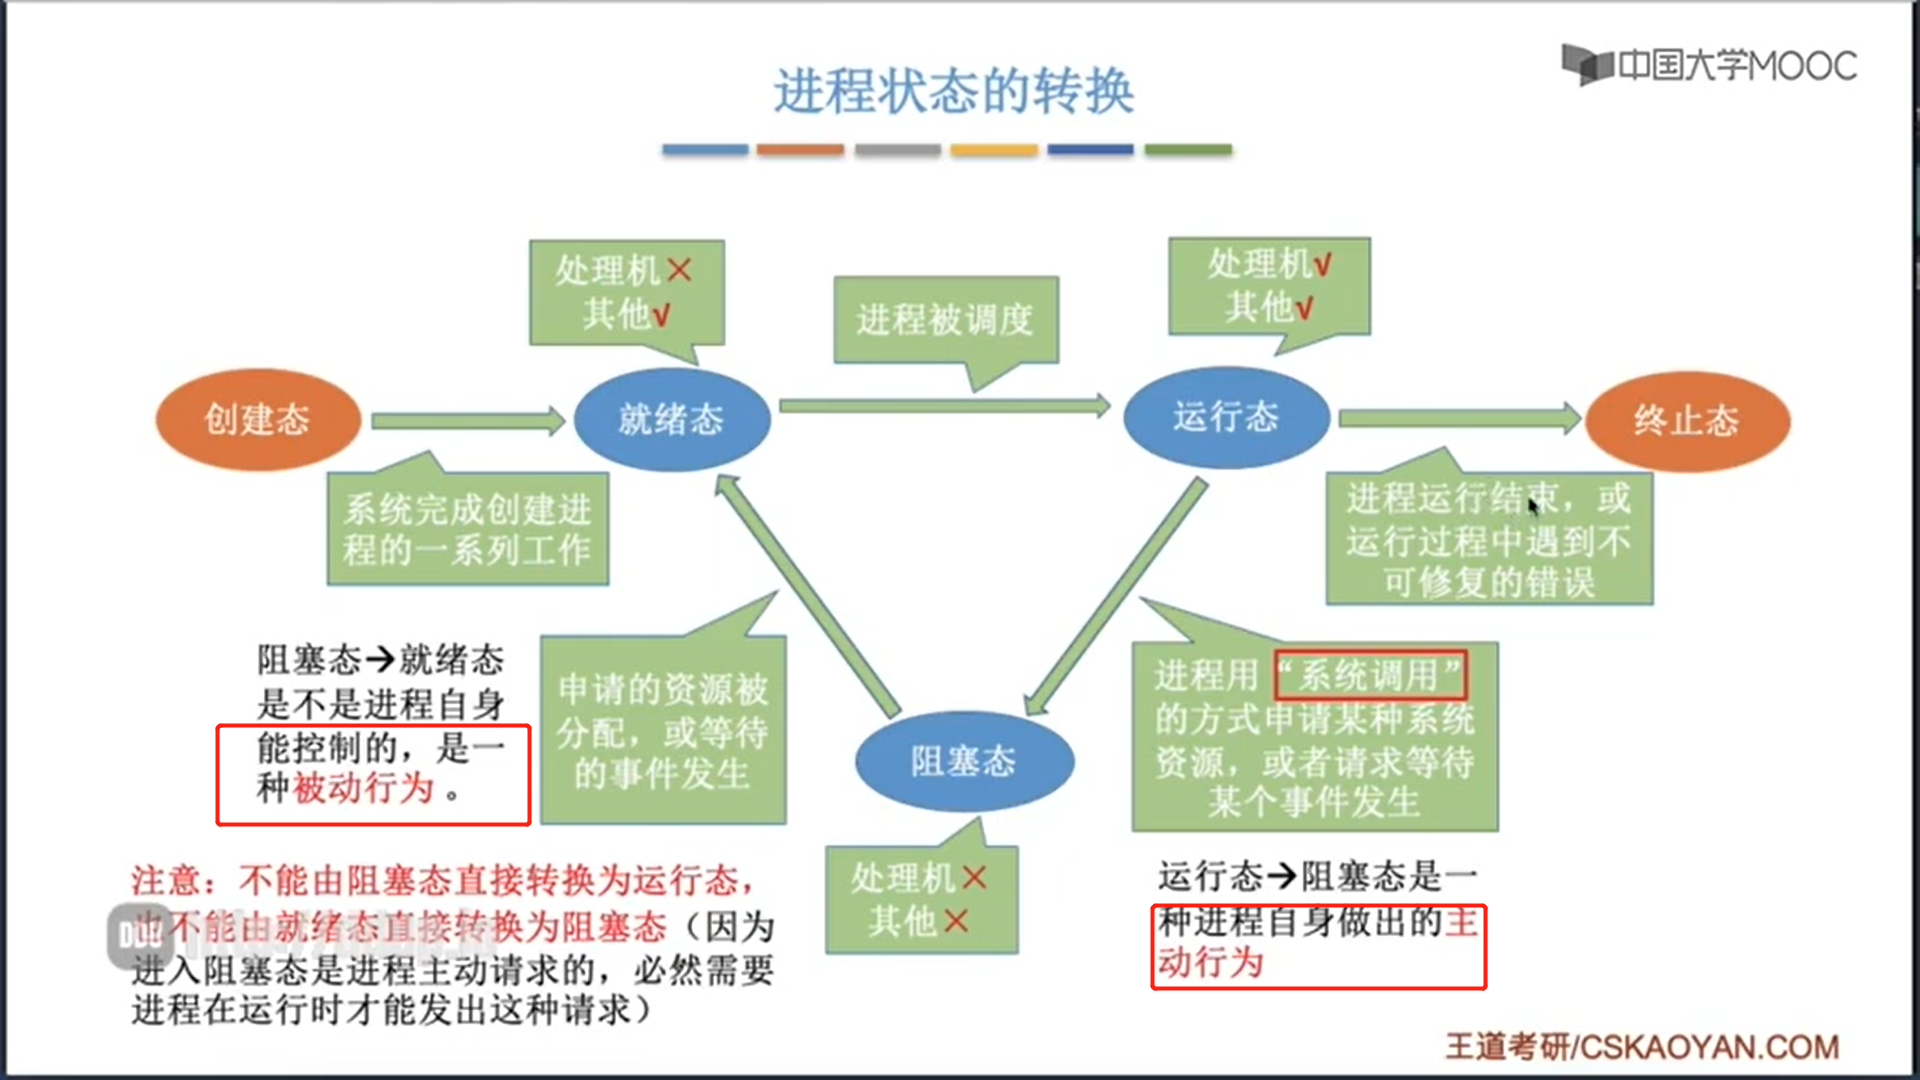 中国大学MOOC
进程状态的转换
处理机×
其他√
进程被调度
处理机√
其他√
创建态
就绪态
运行态
终止态
系统完成创建进
程的一系列工作
进程运行结束，或
运行过程中遇到不
可修复的错误
阻塞态→就绪态
是不是进程自身
能控制的，是一
种被动行为。
申请的资源被
分配，或等待
的事件发生
阻塞态
进程用“系统调用”
的方式申请某种系统
资源，或者请求等待
某个事件发生
处理机×
其他×
注意：不能由阻塞态直接转换为运行态，
也不能由就绪态直接转换为阻塞态（因为
进入阻塞态是进程主动请求的，必然需要
进程在运行时才能发出这种请求）
运行态→阻塞态是一
种进程自身做出的主
动行为
王道考研/CSKAOYAN.COM